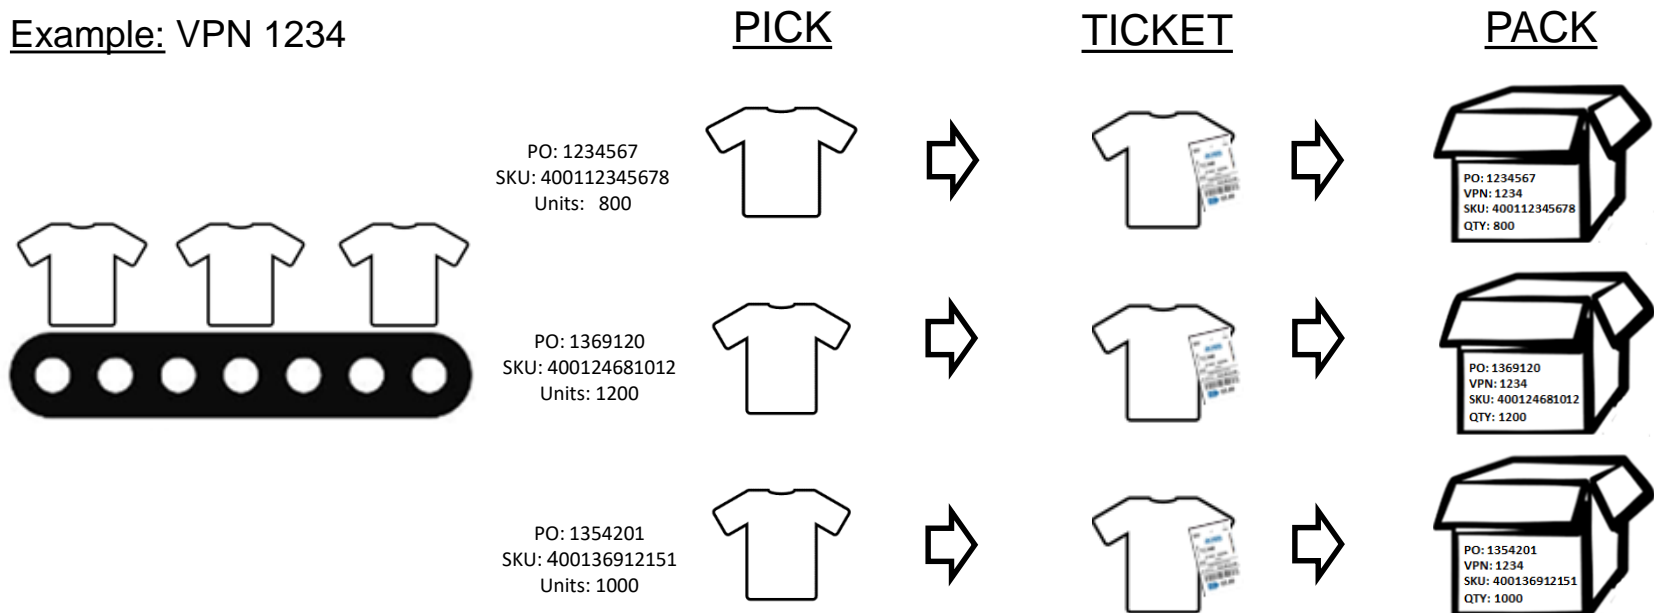 Example: VPN 1234
PICK
TICKET
PACK
PO: 1234567
SKU: 400112345678
Units: 800
PO: 1234567
VPN: 1234
SKU: 400112345678
QTY: 800
PO: 1369120
SKU: 400124681012
Units: 1200
PO: 1369120
VPN: 1234
SKU: 400124681012
QTY: 1200
PO: 1354201
SKU: 400136912151
Units: 1000
PO: 1354201
VPN: 1234
SKU: 400136912151
QTY: 1000